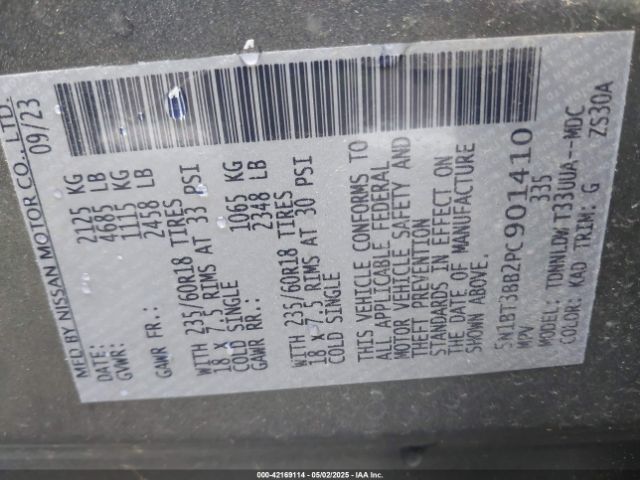 MFD BY NISSAN MOTOR CO., LTD.
DATE: 09/23
GVWR: 2125 KG
4685 LB
GAWR FR.: 1115 KG
2458 LB
WITH 235/60R18 TIRES
18 X 7.5 RIMS AT 33 PSI
COLD SINGLE
GAWR RR.: 1065 KG
2348 LB
WITH 235/60R18 TIRES
18 X 7.5 RIMS AT 30 PSI
COLD SINGLE
THIS VEHICLE CONFORMS TO
ALL APPLICABLE FEDERAL
MOTOR VEHICLE SAFETY AND
THEFT PREVENTION
STANDARDS IN EFFECT ON
THE DATE OF MANUFACTURE
SHOWN ABOVE.
5N1BT3BB2PC901410
MPV 335
MODEL: TDNNLDW T33UUA--MDC
COLOR: KAD TRIM: G ZS30A
000-42169114 - 05/02/2025 - IAA Inc.